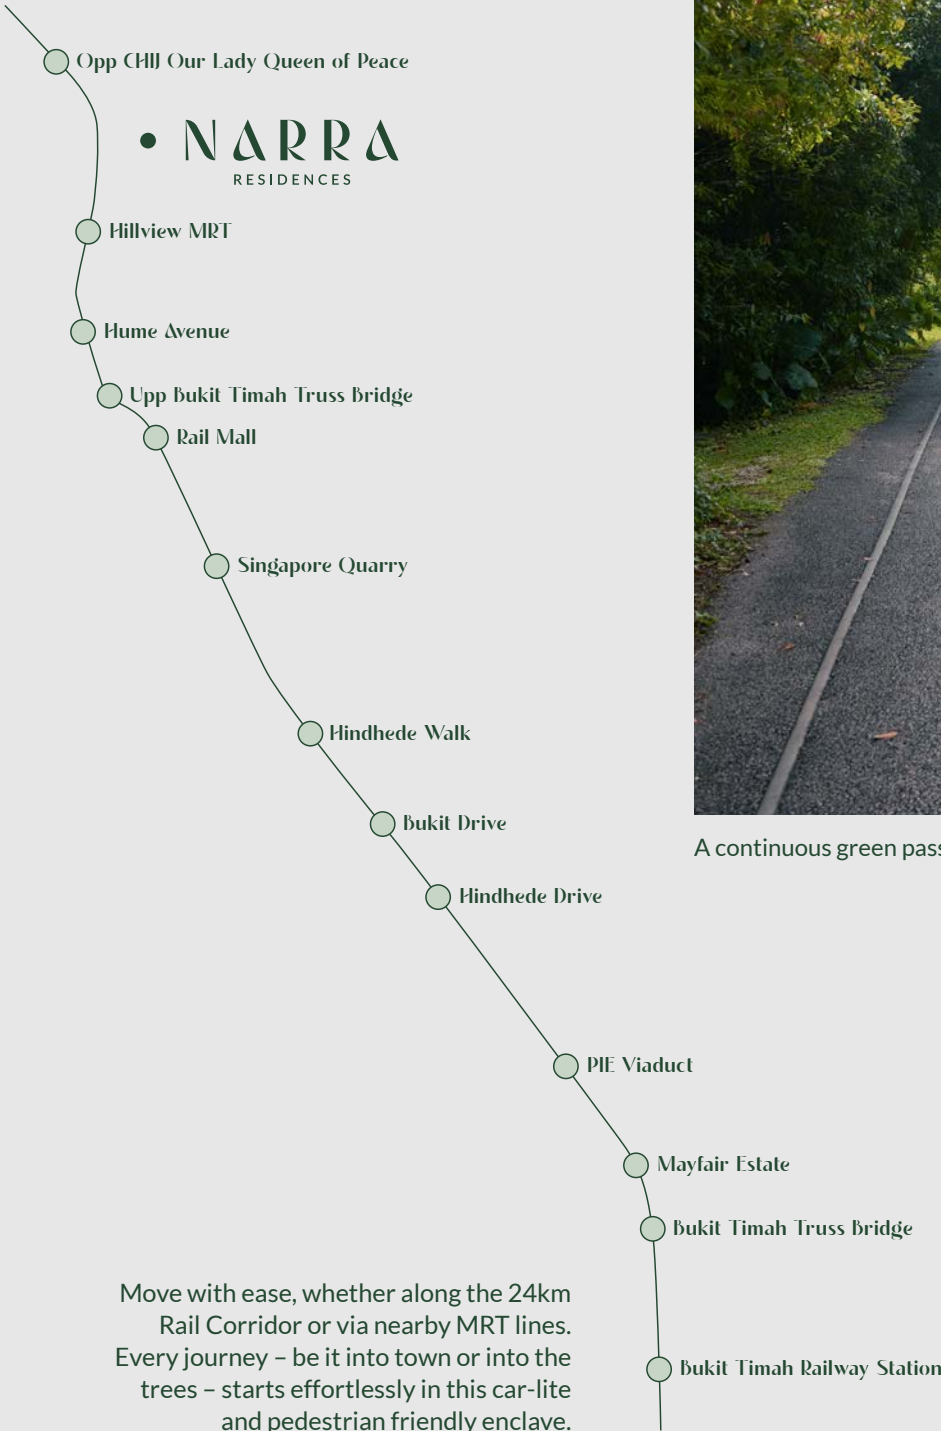 Opp CHIJ Our Lady Queen of Peace
NARRA
RESIDENCES
Hillview MRT
Hume Avenue
Upp Bukit Timah Truss Bridge
Rail Mall
Singapore Quarry
Hindhede Walk
Bukit Drive
A continuous green pass
Hindhede Drive
PIE Viaduct
Mayfair Estate
Bukit Timah Truss Bridge
Bukit Timah Railway Station
Move with ease, whether along the 24km
Rail Corridor or via nearby MRT lines.
Every journey – be it into town or into the
trees – starts effortlessly in this car-lite
and pedestrian friendly enclave.